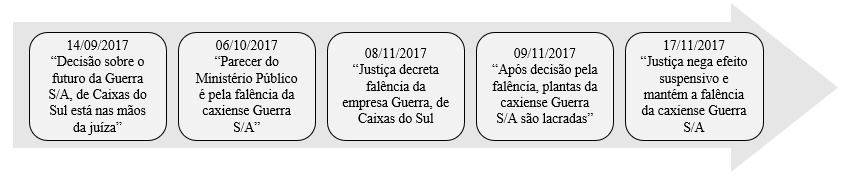 14/09/2017
“Decisão sobre o
futuro da Guerra
S/A, de Caixas do
Sul está nas mãos
da juíza”
06/10/2017
“Parecer do
Ministério Público
é pela falência da
caxiense Guerra
S/A”
08/11/2017
“Justiça decreta
falência da
empresa Guerra, de
Caixas do Sul
09/11/2017
“Após decisão pela
falência, plantas da
caxiense Guerra
S/A são lacradas”
17/11/2017
“Justiça nega efeito
suspensivo e
mantém a falência
da caxiense Guerra
S/A